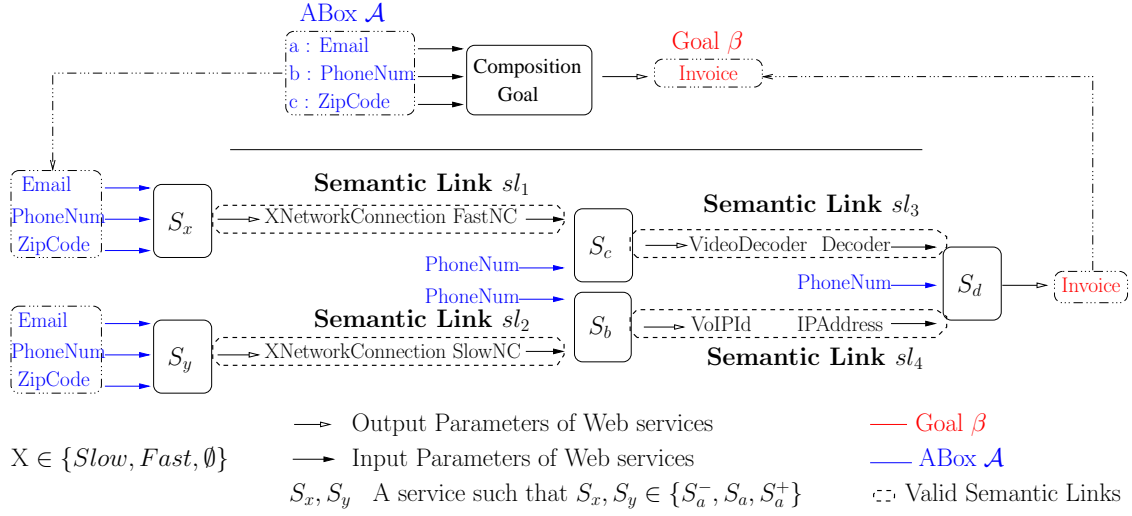 ABox 𝒜
a : Email
b : PhoneNum
c : ZipCode
Composition
Goal
Goal β
Invoice
Email
PhoneNum
ZipCode
S_x
Semantic Link sl_1
XNetworkConnection FastNC
PhoneNum
S_c
Semantic Link sl_3
VideoDecoder Decoder
PhoneNum
S_d
Invoice
Email
PhoneNum
ZipCode
S_y
Semantic Link sl_2
XNetworkConnection SlowNC
PhoneNum
S_b
VoIPId IPAddress
Semantic Link sl_4
X ∈ {Slow, Fast, ∅}
Output Parameters of Web services
Input Parameters of Web services
S_x, S_y A service such that S_x, S_y ∈ {S_a^-, S_a, S_a^+}
Goal β
ABox 𝒜
Valid Semantic Links